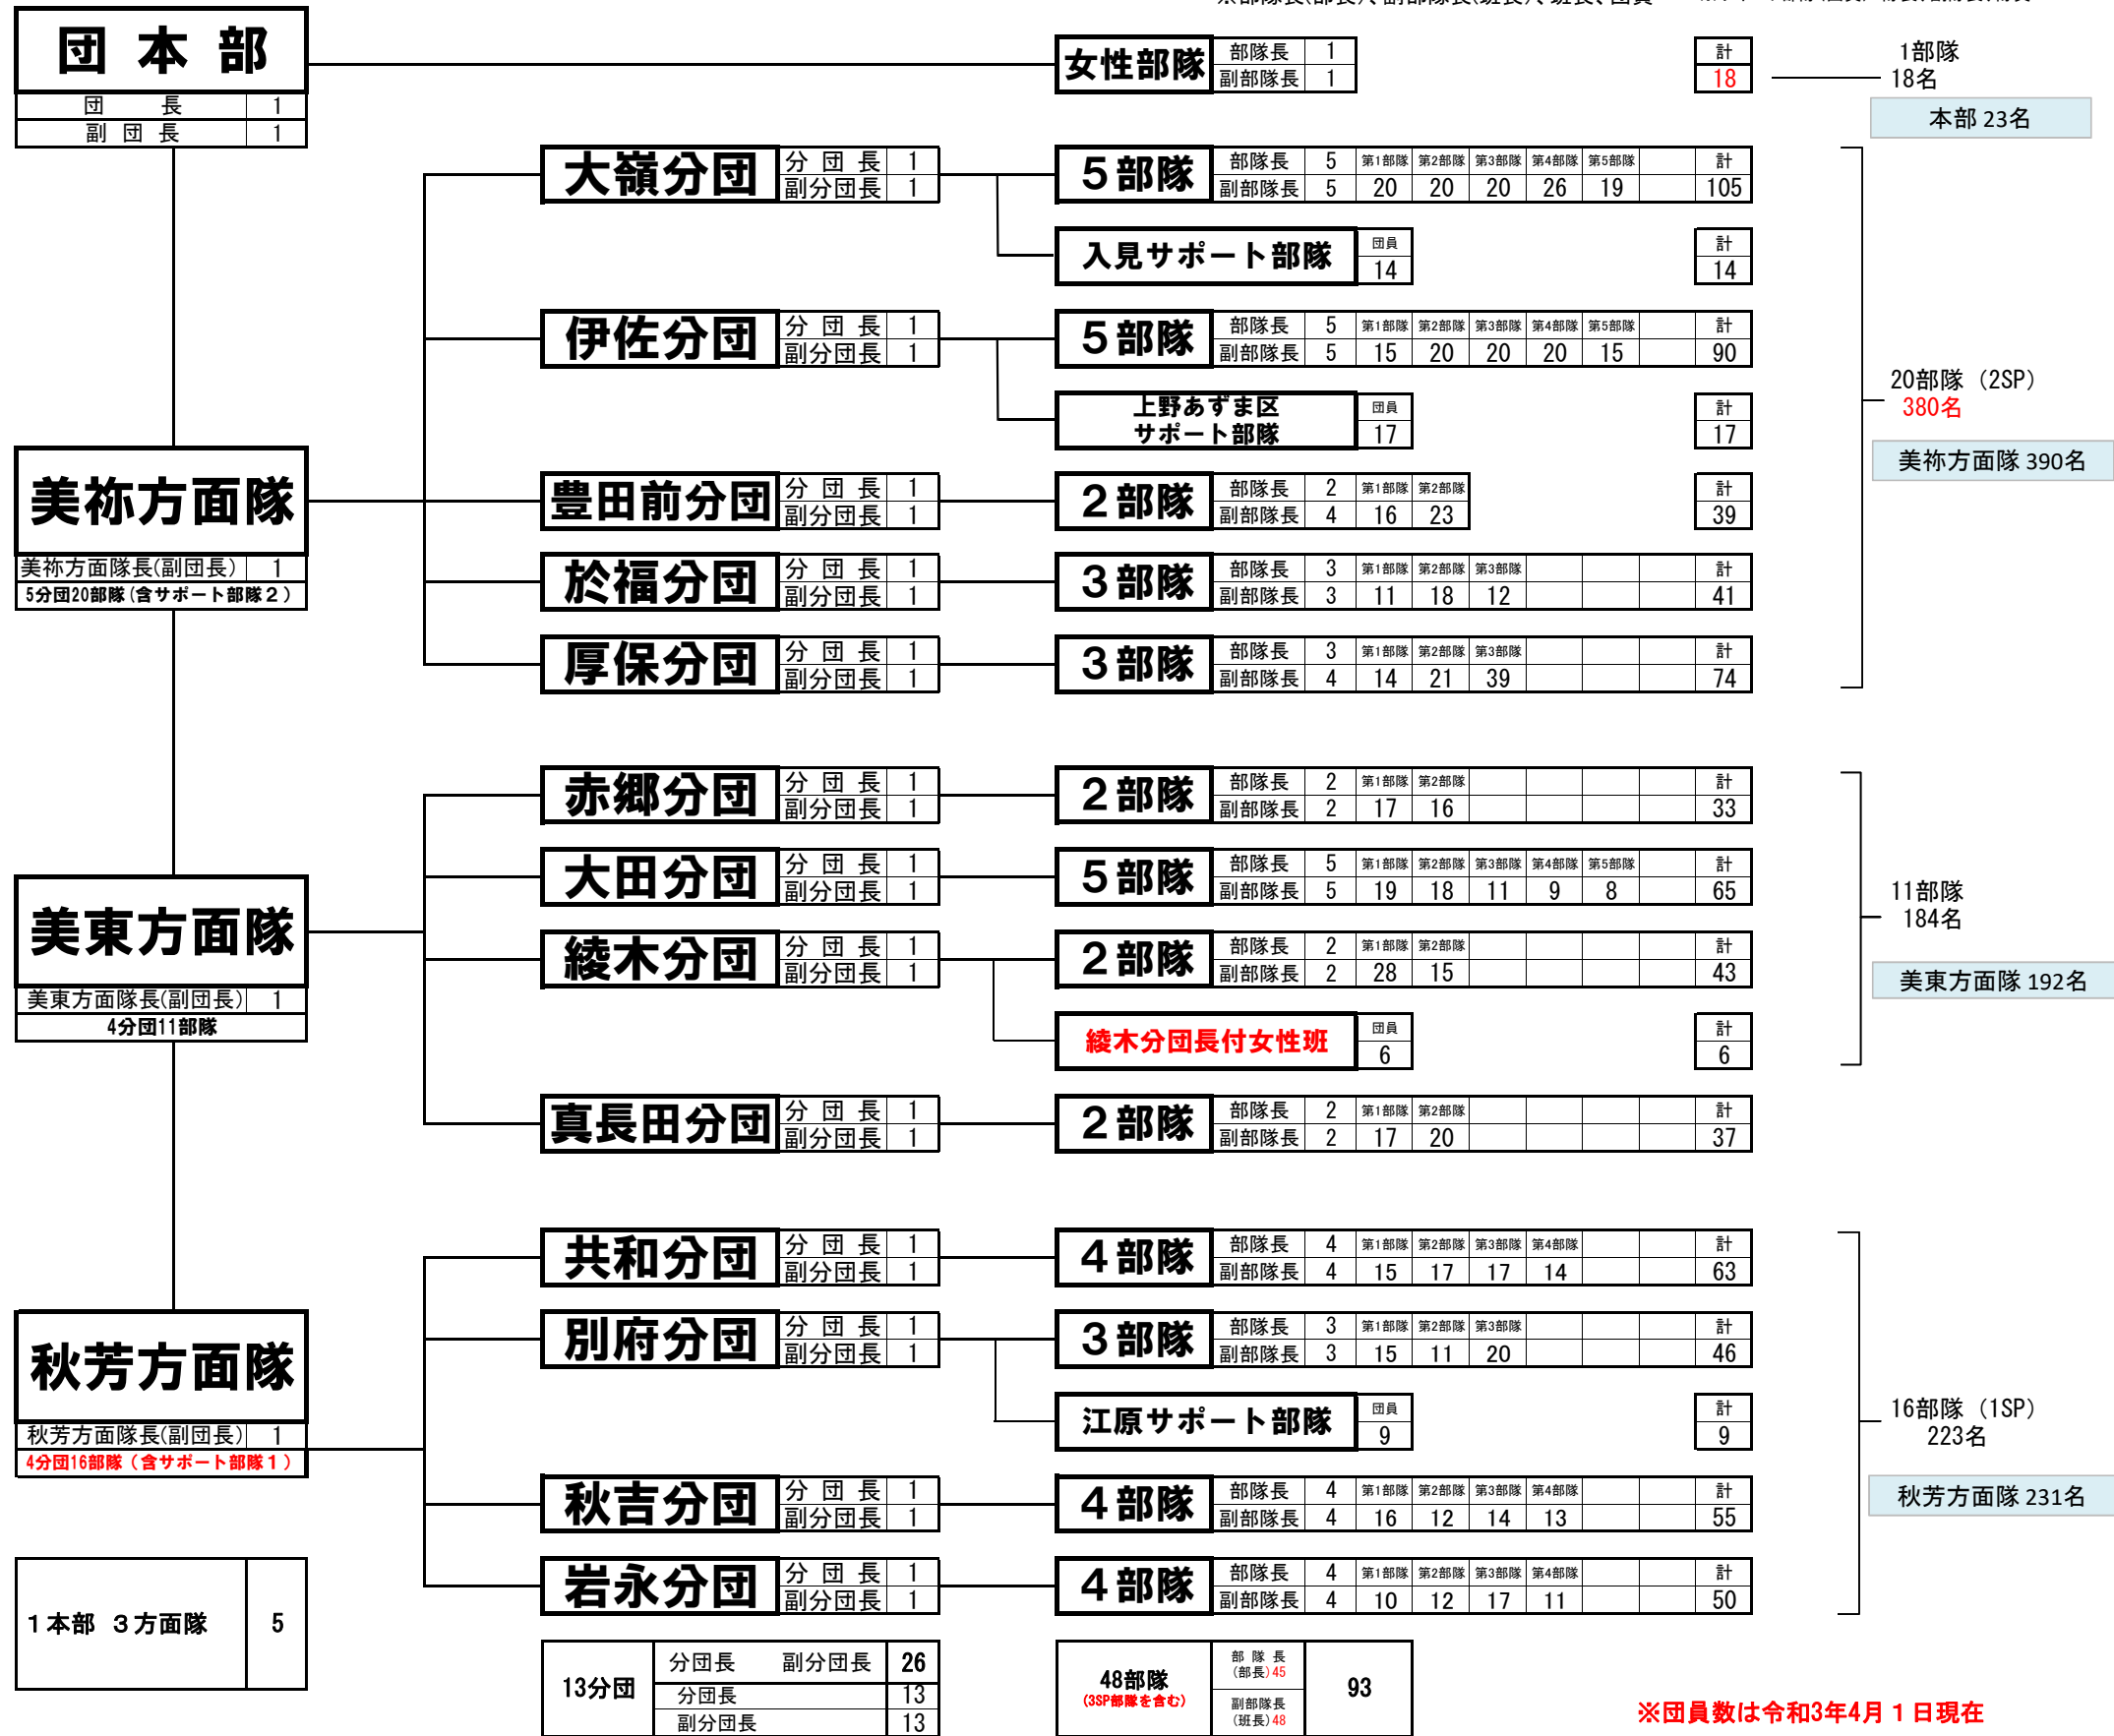 ※部隊長(部長)、副部隊長(班長)、班長、団員
団本部
団長 1
副団長 1
女性部隊 部隊長 1 計
副部隊長 1 18
1部隊
18名
本部 23名
大嶺分団 分団長 1
副分団長 1
5部隊 部隊長 5 第1部隊 第2部隊 第3部隊 第4部隊 第5部隊 計
副部隊長 5 20 20 20 26 19 105
入見サポート部隊 団員 計
14 14
伊佐分団 分団長 1
副分団長 1
5部隊 部隊長 5 第1部隊 第2部隊 第3部隊 第4部隊 第5部隊 計
副部隊長 5 15 20 20 20 15 90
上野あずま区 団員 計
サポート部隊 17 17
20部隊（2SP）
380名
美祢方面隊 390名
美祢方面隊
美祢方面隊長(副団長) 1
5分団20部隊(含サポート部隊２）
豊田前分団 分団長 1
副分団長 1
2部隊 部隊長 2 第1部隊 第2部隊 計
副部隊長 4 16 23 39
於福分団 分団長 1
副分団長 1
3部隊 部隊長 3 第1部隊 第2部隊 第3部隊 計
副部隊長 3 11 18 12 41
厚保分団 分団長 1
副分団長 1
3部隊 部隊長 3 第1部隊 第2部隊 第3部隊 計
副部隊長 4 14 21 39 74
赤郷分団 分団長 1
副分団長 1
2部隊 部隊長 2 第1部隊 第2部隊 計
副部隊長 2 17 16 33
美東方面隊
美東方面隊長(副団長) 1
4分団11部隊
大田分団 分団長 1
副分団長 1
5部隊 部隊長 5 第1部隊 第2部隊 第3部隊 第4部隊 第5部隊 計
副部隊長 5 19 18 11 9 8 65
11部隊
184名
美東方面隊 192名
綾木分団 分団長 1
副分団長 1
2部隊 部隊長 2 第1部隊 第2部隊 計
副部隊長 2 28 15 43
綾木分団長付女性班 団員 計
6 6
真長田分団 分団長 1
副分団長 1
2部隊 部隊長 2 第1部隊 第2部隊 計
副部隊長 2 17 20 37
共和分団 分団長 1
副分団長 1
4部隊 部隊長 4 第1部隊 第2部隊 第3部隊 第4部隊 計
副部隊長 4 15 17 17 14 63
秋芳方面隊
秋芳方面隊長(副団長) 1
4分団16部隊（含サポート部隊１）
別府分団 分団長 1
副分団長 1
3部隊 部隊長 3 第1部隊 第2部隊 第3部隊 計
副部隊長 3 15 11 20 46
江原サポート部隊 団員 計
9 9
16部隊（1SP）
223名
秋芳方面隊 231名
秋吉分団 分団長 1
副分団長 1
4部隊 部隊長 4 第1部隊 第2部隊 第3部隊 第4部隊 計
副部隊長 4 16 12 14 13 55
岩永分団 分団長 1
副分団長 1
4部隊 部隊長 4 第1部隊 第2部隊 第3部隊 第4部隊 計
副部隊長 4 10 12 17 11 50
１本部 ３方面隊 5
13分団 分団長 副分団長 26
分団長 13
副分団長 13
48部隊
(3SP部隊を含む)
部隊長
(部長)45
副部隊長
(班長)48
93
※団員数は令和3年4月１日現在